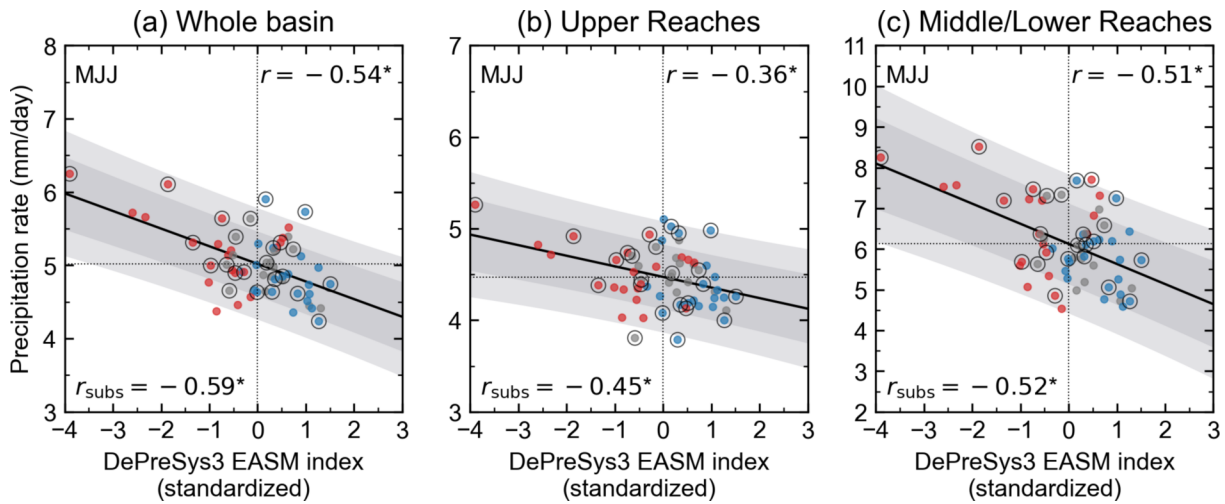 (a) Whole basin
Precipitation rate (mm/day)
8
7
6
5
4
3
MJJ
r = −0.54*
r_subs = −0.59*
−4 −3 −2 −1 0 1 2 3
DePreSys3 EASM index
(standardized)
(b) Upper Reaches
7
6
5
4
3
MJJ
r = −0.36*
r_subs = −0.45*
−4 −3 −2 −1 0 1 2 3
DePreSys3 EASM index
(standardized)
(c) Middle/Lower Reaches
11
10
9
8
7
6
5
4
3
2
MJJ
r = −0.51*
r_subs = −0.52*
−4 −3 −2 −1 0 1 2 3
DePreSys3 EASM index
(standardized)